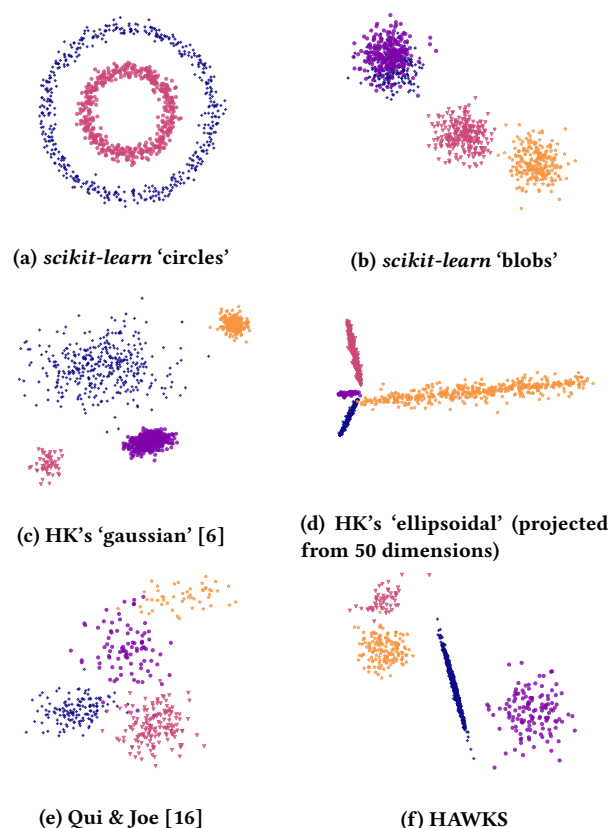 (a) scikit-learn ‘circles’
(b) scikit-learn ‘blobs’
(c) HK's ‘gaussian’ [6]
(d) HK's ‘ellipsoidal’ (projected
from 50 dimensions)
(e) Qui & Joe [16]
(f) HAWKS